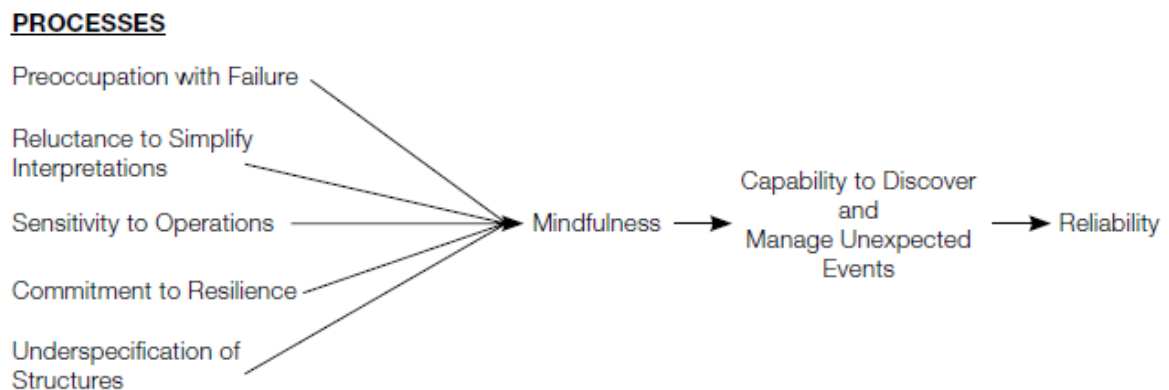 PROCESSES
Preoccupation with Failure
Reluctance to Simplify
Interpretations
Sensitivity to Operations
Commitment to Resilience
Underspecification of
Structures
Mindfulness
Capability to Discover
and
Manage Unexpected
Events
Reliability